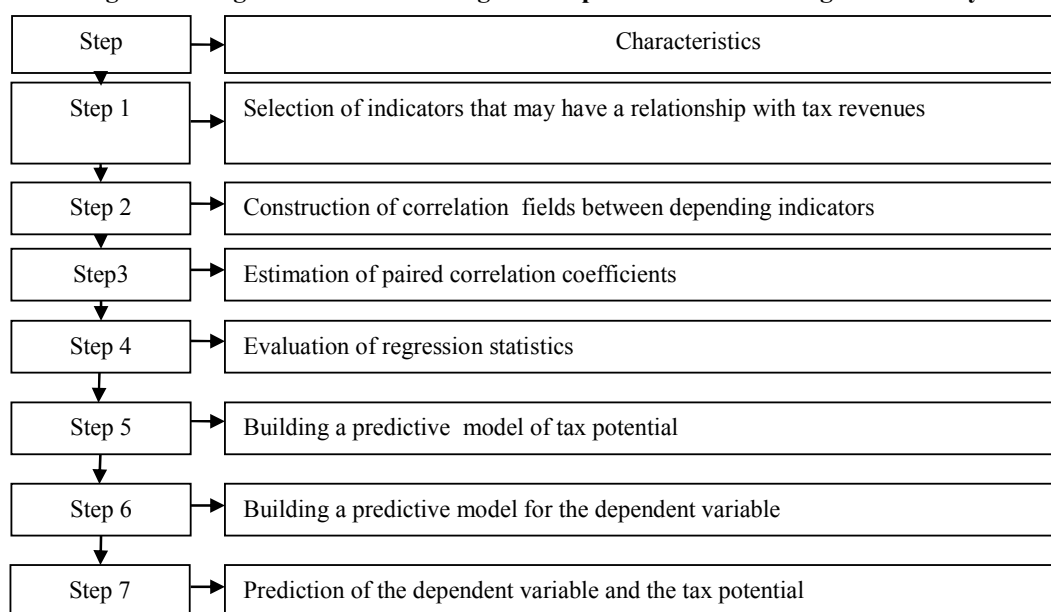 Step Characteristics
Step 1 Selection of indicators that may have a relationship with tax revenues
Step 2 Construction of correlation fields between depending indicators
Step3 Estimation of paired correlation coefficients
Step 4 Evaluation of regression statistics
Step 5 Building a predictive model of tax potential
Step 6 Building a predictive model for the dependent variable
Step 7 Prediction of the dependent variable and the tax potential